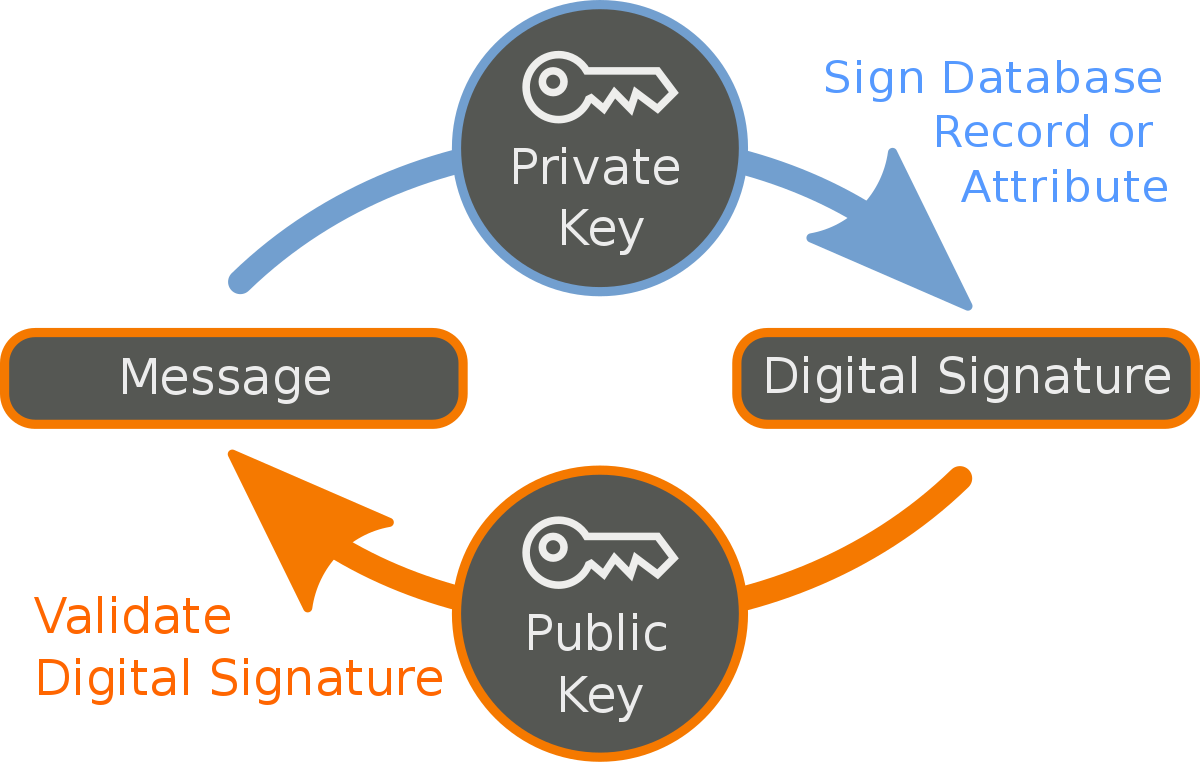 Sign Database
Record or
Attribute
Private
Key
Message
Digital Signature
Public
Key
Validate
Digital Signature